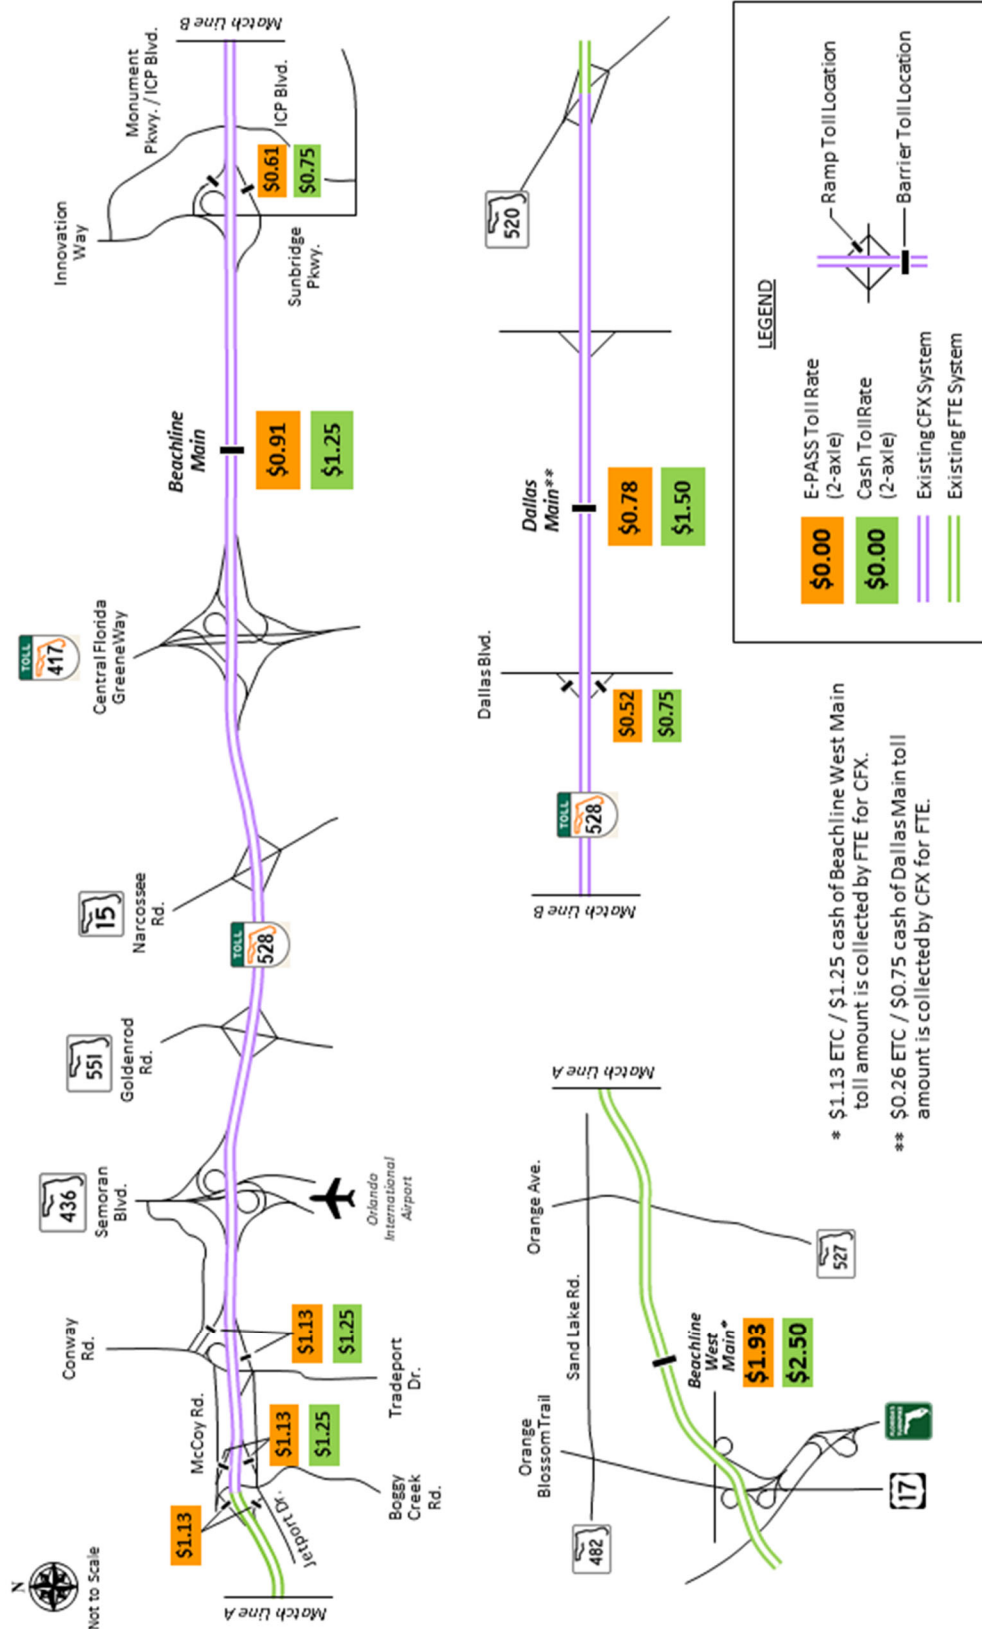 N
Not to Scale
Match Line A
$1.13
Jetport Dr.
McCoy Rd.
$1.13
$1.25
Boggy
Creek
Rd.
Conway
Rd.
$1.13
$1.25
Tradeport
Dr.
436
Semoran
Blvd.
Orlando
International
Airport
551
Goldenrod
Rd.
TOLL
528
15
Narcossee
Rd.
TOLL
417
Central Florida
GreeneWay
Beachline
Main
$0.91
$1.25
Innovation
Way
Sunbridge
Pkwy.
$0.61
$0.75
Monument
Pkwy. / ICP Blvd.
ICP Blvd.
Match Line B
482
Orange
Blossom Trail
17
FLORIDA'S
TURNPIKE
Sand Lake Rd.
Beachline
West
Main*
$1.93
$2.50
Orange Ave.
527
Match Line A
Match Line B
TOLL
528
Dallas Blvd.
$0.52
$0.75
Dallas
Main**
$0.78
$1.50
520
* $1.13 ETC / $1.25 cash of Beachline West Main
toll amount is collected by FTE for CFX.
** $0.26 ETC / $0.75 cash of Dallas Main toll
amount is collected by CFX for FTE.
LEGEND
$0.00
E-PASS Toll Rate
(2-axle)
$0.00
Cash Toll Rate
(2-axle)
Existing CFX System
Existing FTE System
Ramp Toll Location
Barrier Toll Location